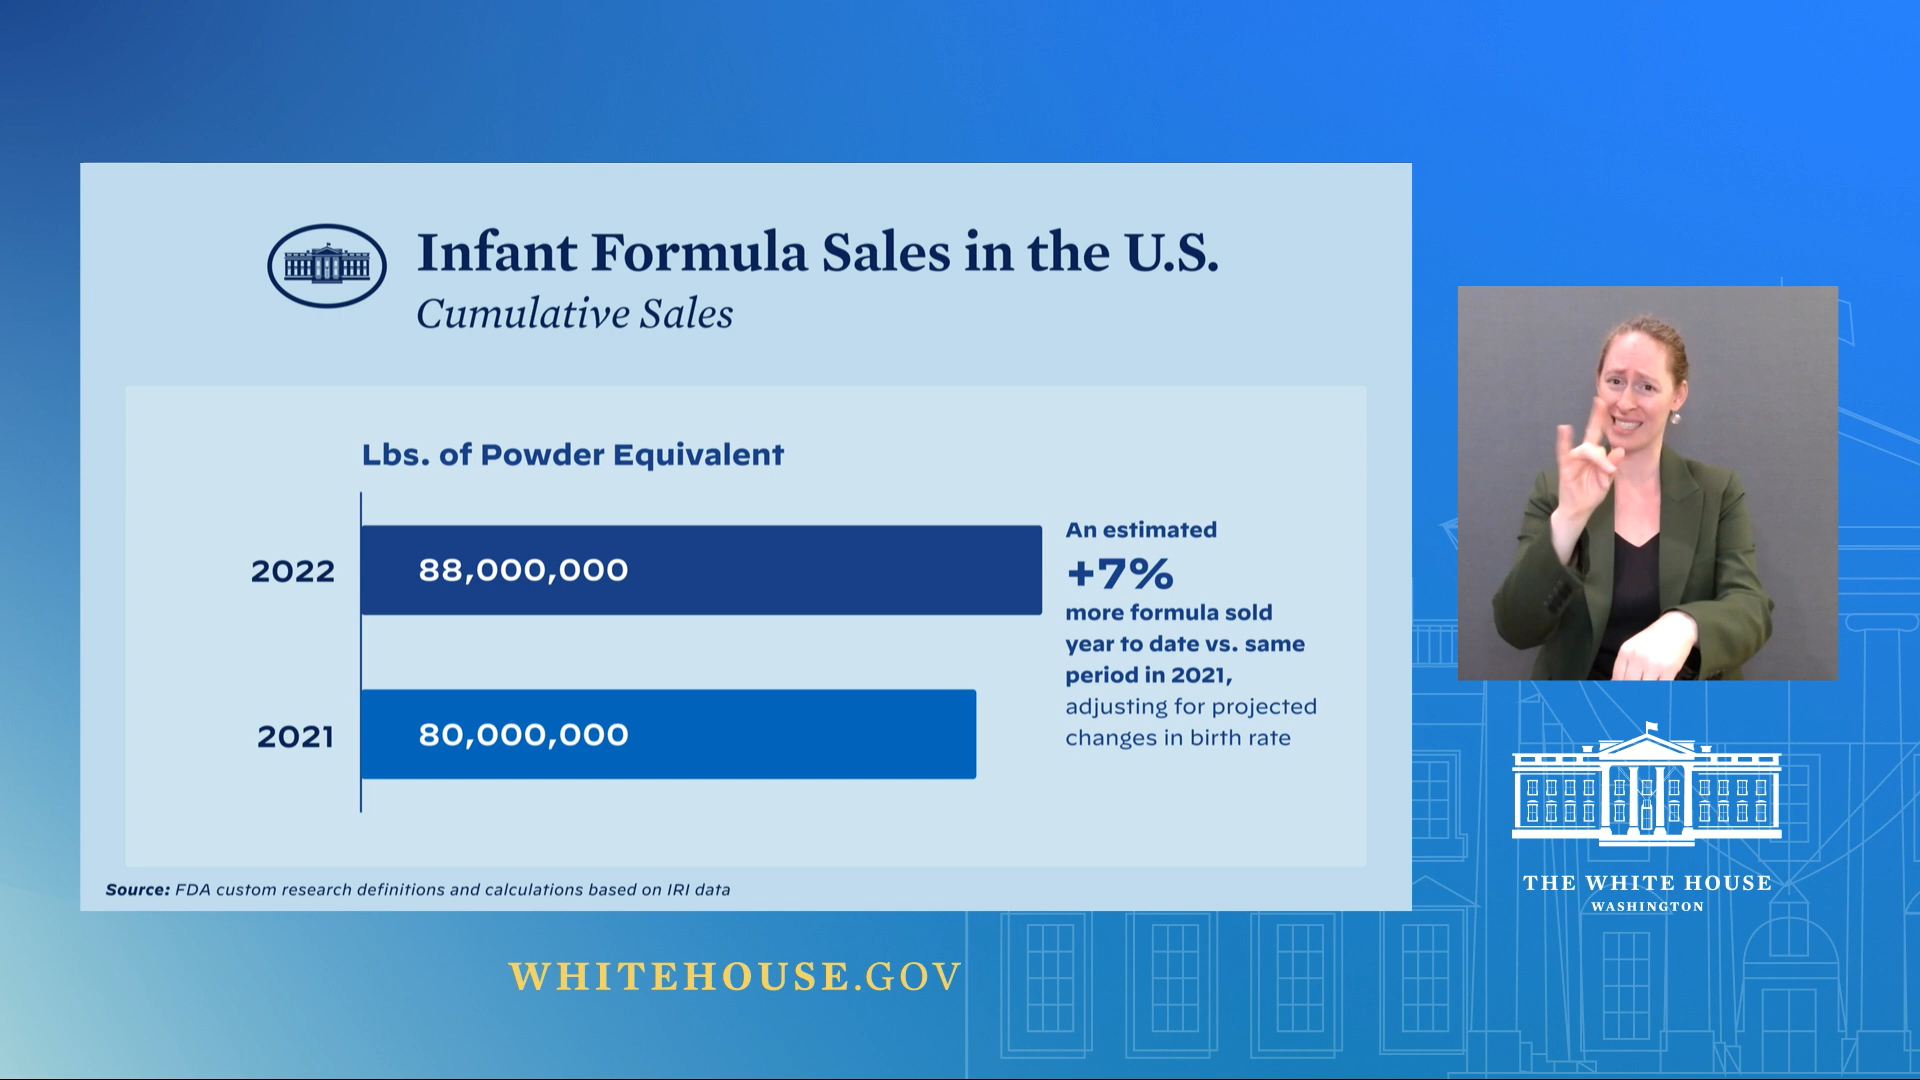 Infant Formula Sales in the U.S.
Cumulative Sales
Lbs. of Powder Equivalent
2022
88,000,000
2021
80,000,000
An estimated
+7%
more formula sold
year to date vs. same
period in 2021,
adjusting for projected
changes in birth rate
Source: FDA custom research definitions and calculations based on IRI data
WHITEHOUSE.GOV
THE WHITE HOUSE
WASHINGTON